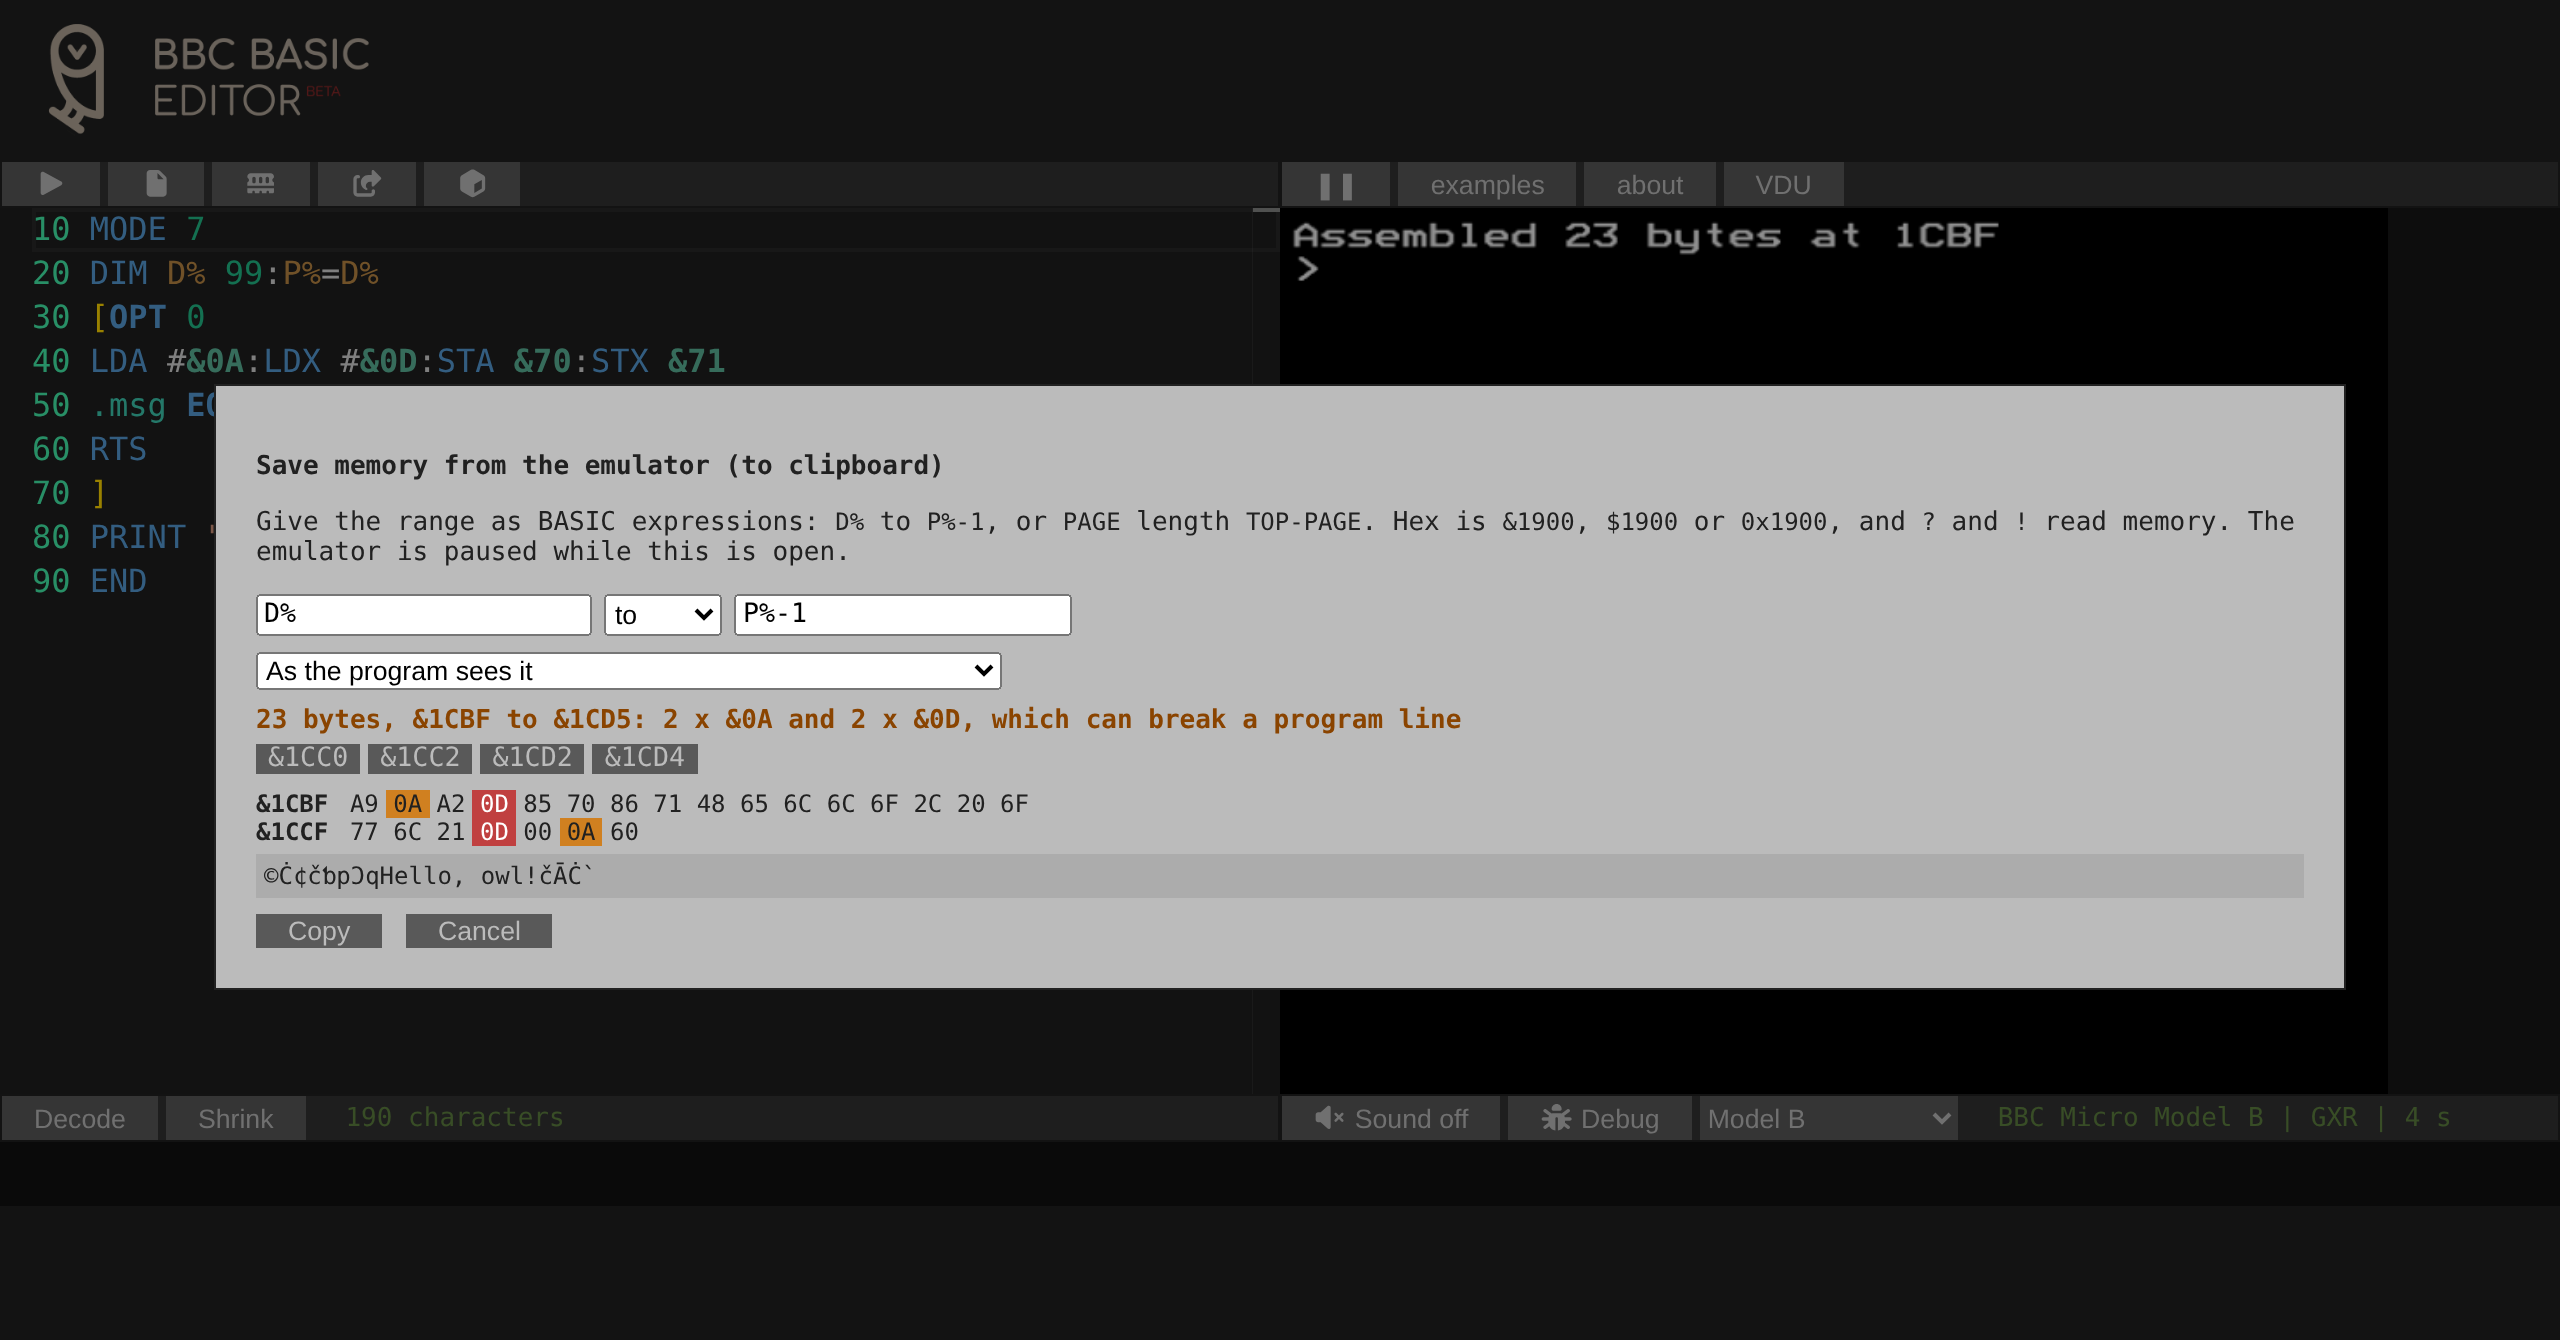 BBC BASIC
EDITOR BETA
examples about VDU
10 MODE 7
20 DIM D% 99:P%=D%
30 [OPT 0
40 LDA #&0A:LDX #&0D:STA &70:STX &71
50 .msg
60 RTS
70 ]
80 PRINT
90 END
Assembled 23 bytes at 1CBF
>
Save memory from the emulator (to clipboard)
Give the range as BASIC expressions: D% to P%-1, or PAGE length TOP-PAGE. Hex is &1900, $1900 or 0x1900, and ? and ! read memory. The
emulator is paused while this is open.
D% to P%-1
As the program sees it
23 bytes, &1CBF to &1CD5: 2 x &0A and 2 x &0D, which can break a program line
&1CC0 &1CC2 &1CD2 &1CD4
&1CBF A9 0A A2 0D 85 70 86 71 48 65 6C 6C 6F 2C 20 6F
&1CCF 77 6C 21 0D 00 0A 60
©Ċ¢čƅpƆqHello, owl!čĀĊ`
Copy Cancel
Decode Shrink 190 characters
Sound off Debug Model B BBC Micro Model B | GXR | 4 s